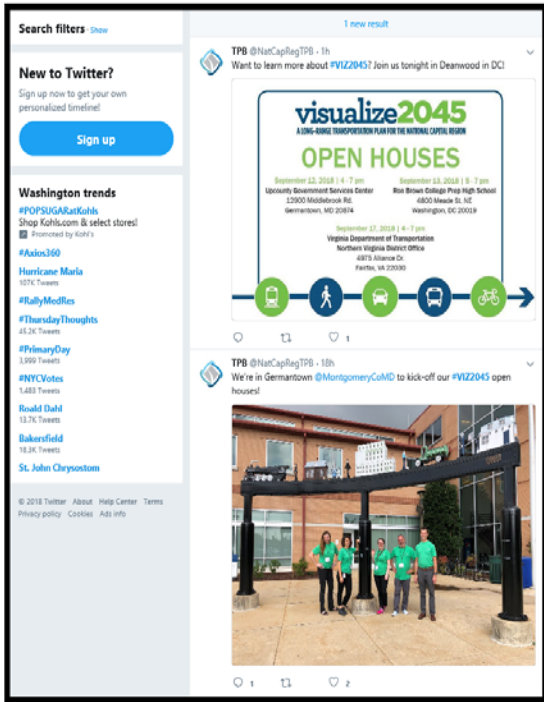 Search filters · Show
New to Twitter?
Sign up now to get your own
personalized timeline!
Sign up
Washington trends
#POPSUGARatKohls
Shop Kohls.com & select stores!
Promoted by Kohl's
#Axios360
Hurricane Maria
107K Tweets
#RallyMedRes
#ThursdayThoughts
45.2K Tweets
#PrimaryDay
3,999 Tweets
#NYCVotes
1,483 Tweets
Roald Dahl
13.7K Tweets
Bakersfield
18.3K Tweets
St. John Chrysostom
© 2018 Twitter About Help Center Terms
Privacy policy Cookies Ads info
1 new result
TPB @NatCapRegTPB · 1h
Want to learn more about #VIZ2045? Join us tonight in Deanwood in DC!
visualize2045
A LONG-RANGE TRANSPORTATION PLAN FOR THE NATIONAL CAPITAL REGION
OPEN HOUSES
September 12, 2018 | 4 - 7 pm
Upcounty Government Services Center
12900 Middlebrook Rd.
Germantown, MD 20874
September 13, 2018 | 5 - 7 pm
Ron Brown College Prep High School
4800 Meade St. NE
Washington, DC 20019
September 17, 2018 | 4 - 7 pm
Virginia Department of Transportation
Northern Virginia District Office
4975 Alliance Dr.
Fairfax, VA 22030
1
TPB @NatCapRegTPB · 18h
We're in Germantown @MontgomeryCoMD to kick-off our #VIZ2045 open
houses!
1 2